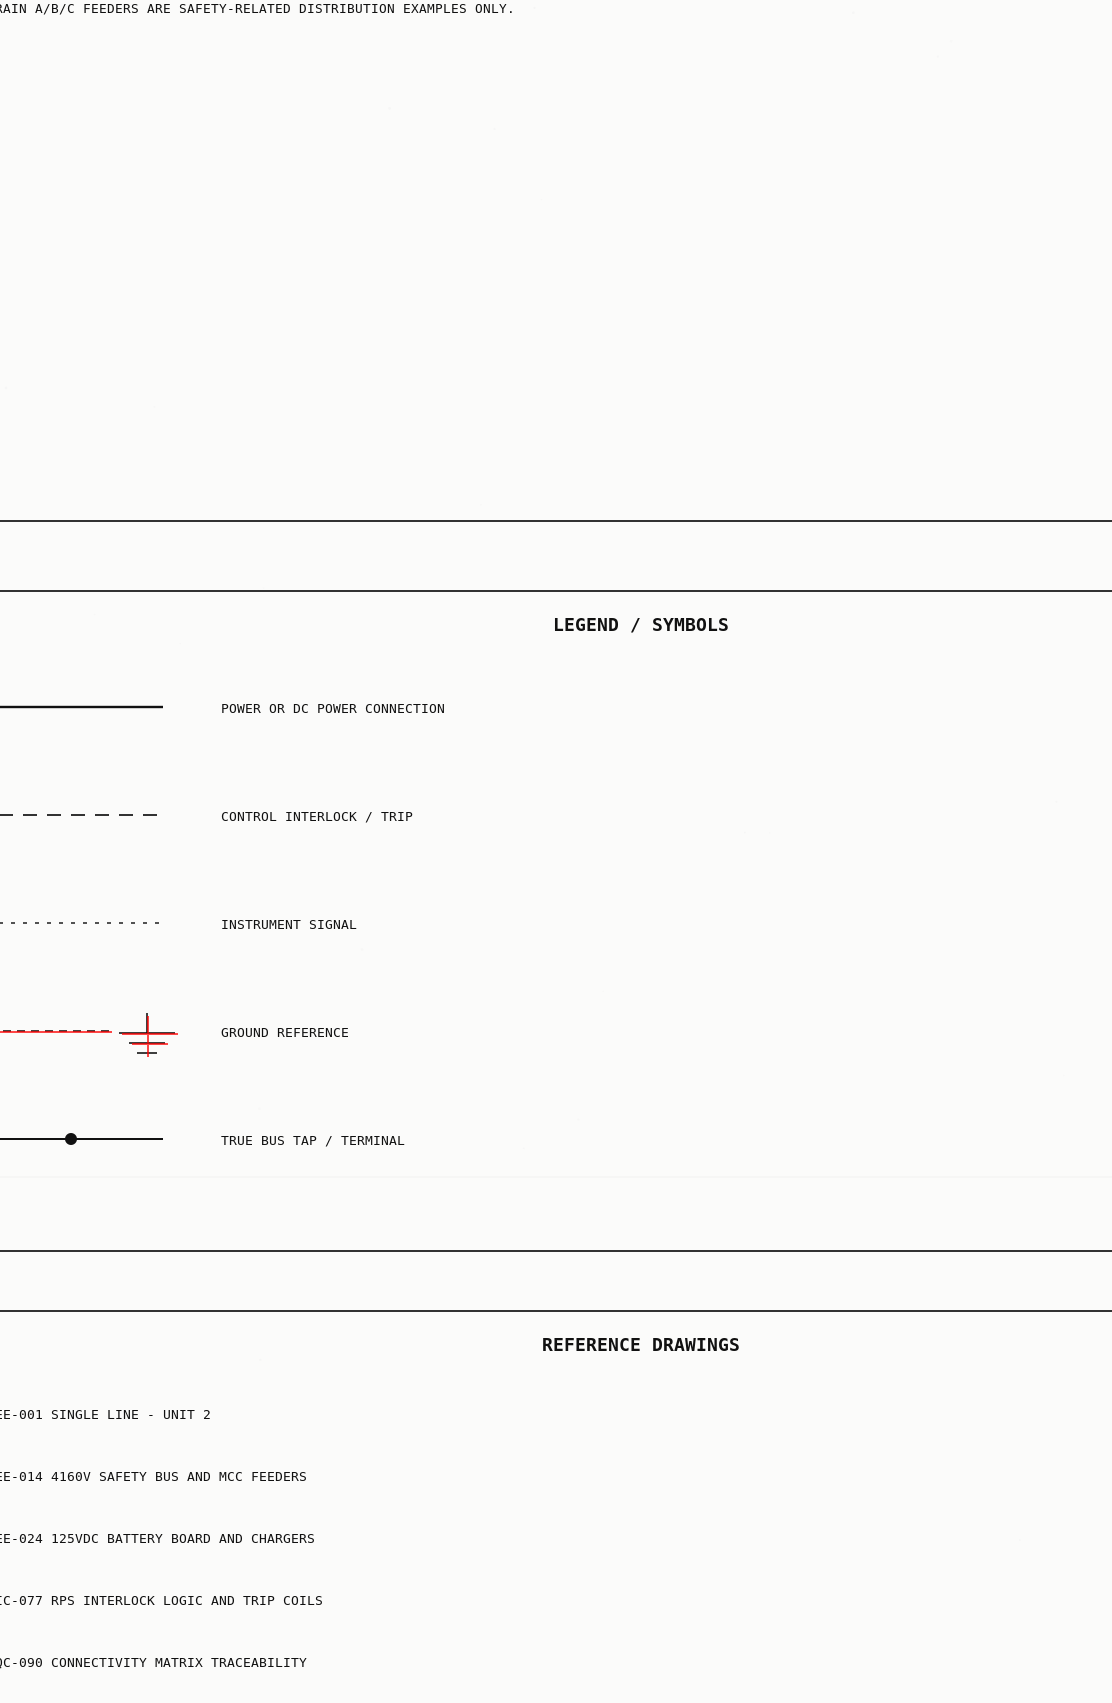 RAIN A/B/C FEEDERS ARE SAFETY-RELATED DISTRIBUTION EXAMPLES ONLY.
LEGEND / SYMBOLS
POWER OR DC POWER CONNECTION
CONTROL INTERLOCK / TRIP
INSTRUMENT SIGNAL
GROUND REFERENCE
TRUE BUS TAP / TERMINAL
REFERENCE DRAWINGS
EE-001 SINGLE LINE - UNIT 2
EE-014 4160V SAFETY BUS AND MCC FEEDERS
EE-024 125VDC BATTERY BOARD AND CHARGERS
IC-077 RPS INTERLOCK LOGIC AND TRIP COILS
QC-090 CONNECTIVITY MATRIX TRACEABILITY